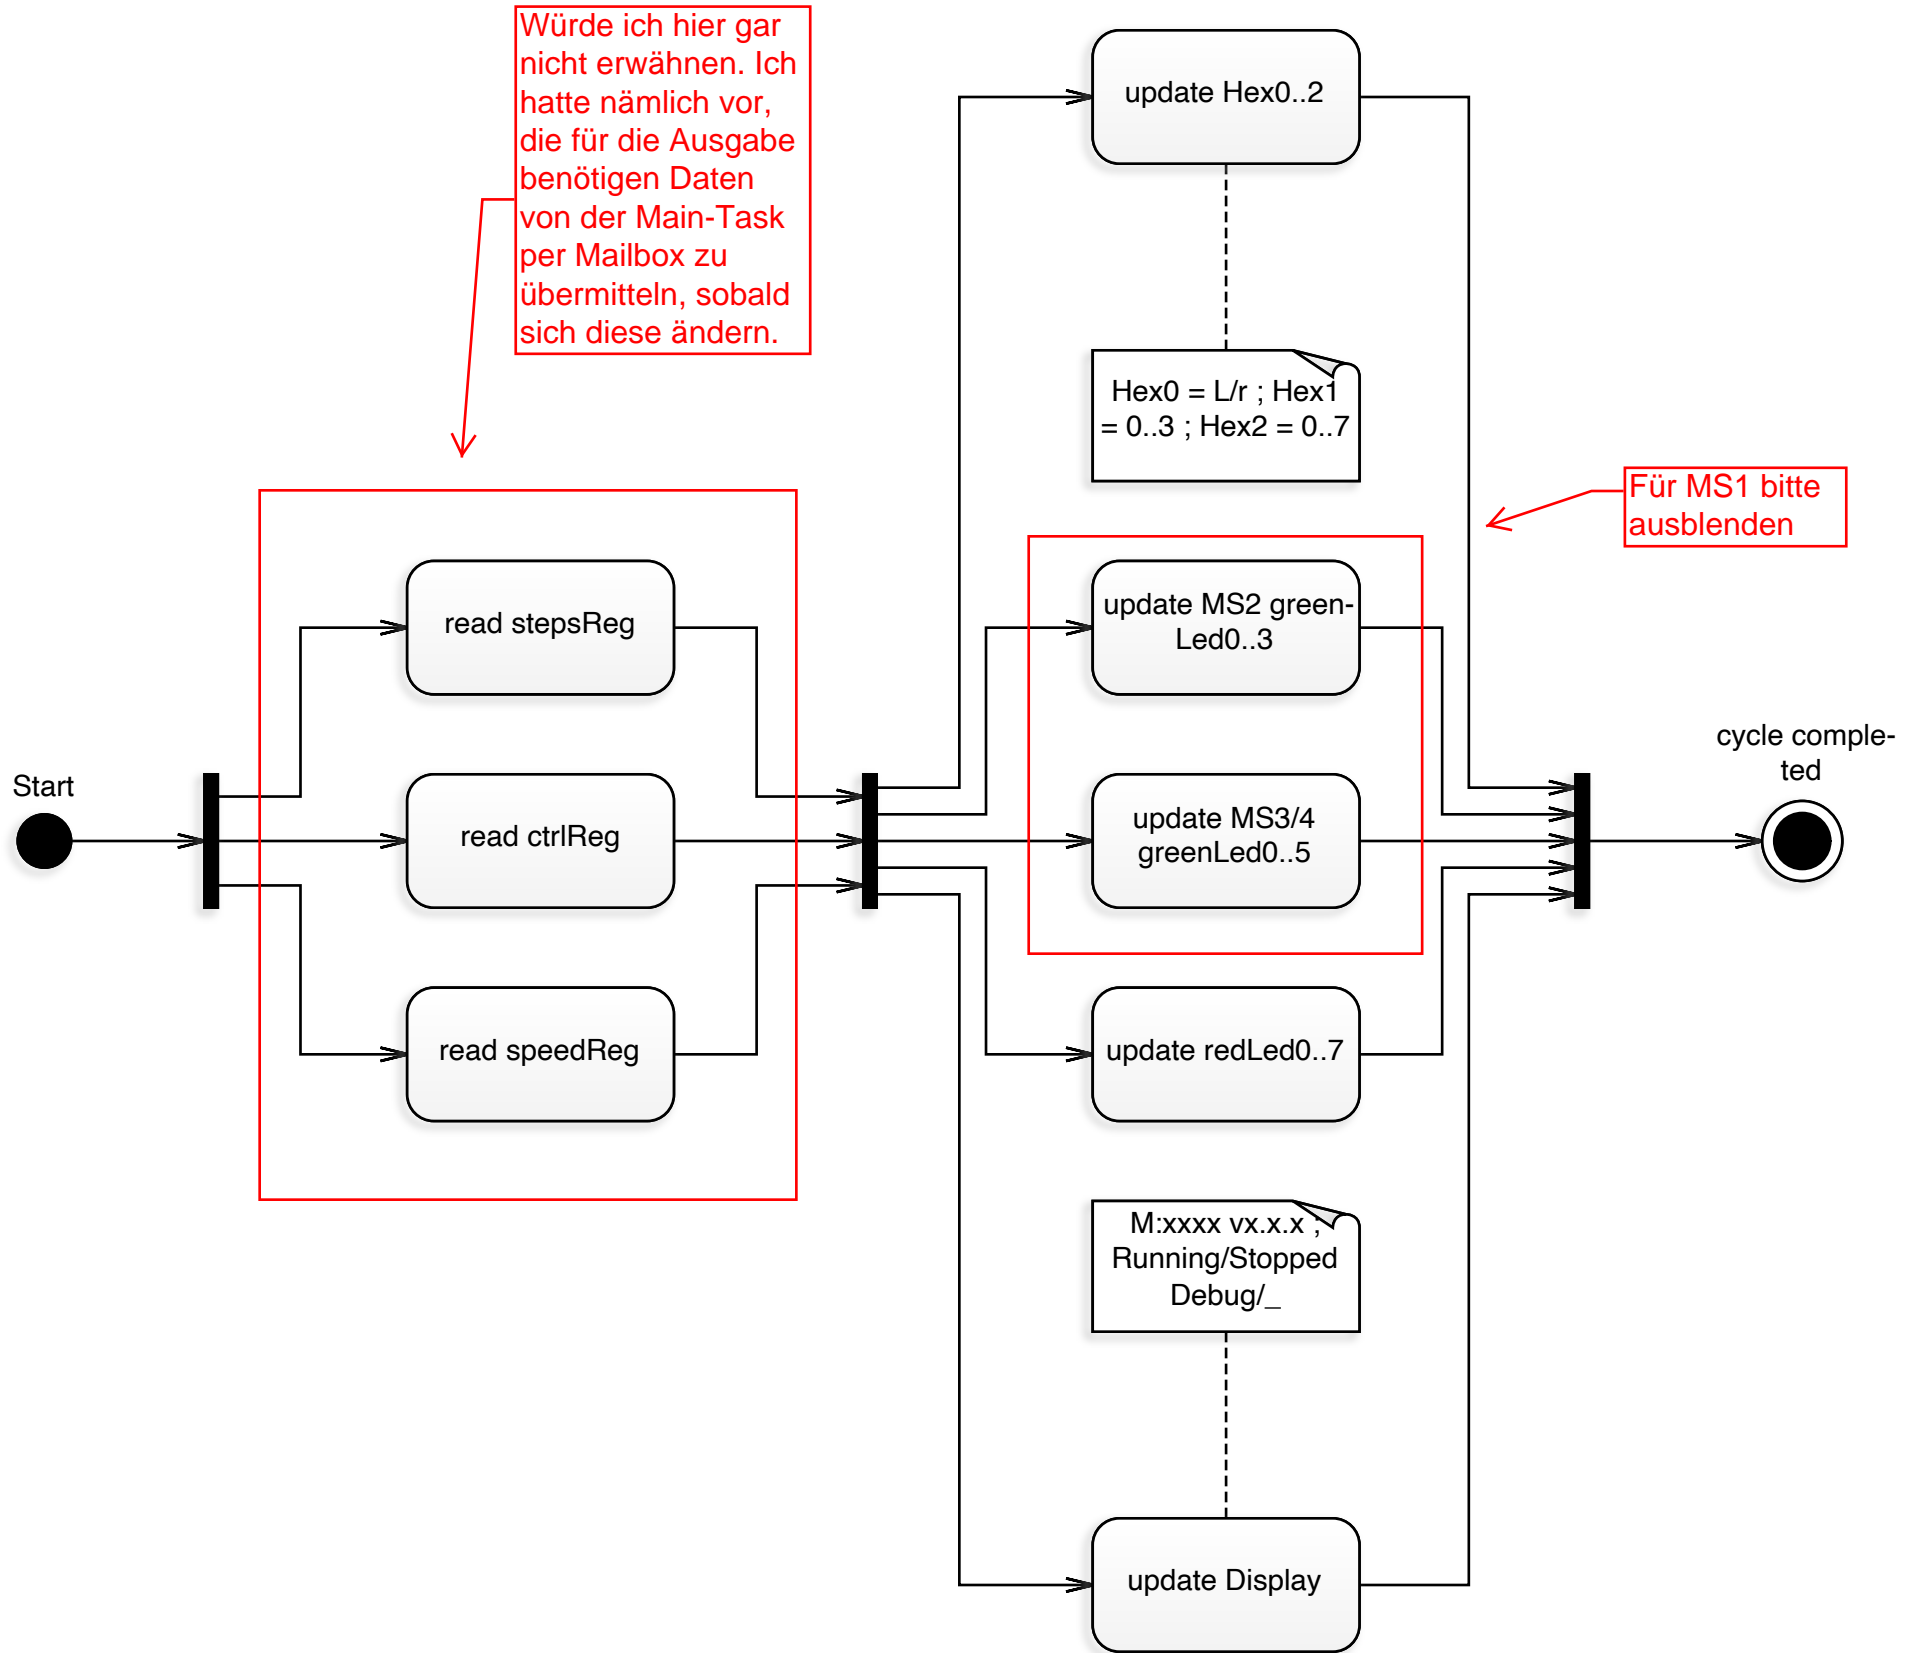 Würde ich hier gar
nicht erwähnen. Ich
hatte nämlich vor,
die für die Ausgabe
benötigen Daten
von der Main-Task
per Mailbox zu
übermitteln, sobald
sich diese ändern.
update Hex0..2
Hex0 = L/r ; Hex1
= 0..3 ; Hex2 = 0..7
Für MS1 bitte
ausblenden
read stepsReg
update MS2 green-
Led0..3
Start
read ctrlReg
update MS3/4
greenLed0..5
cycle comple-
ted
read speedReg
update redLed0..7
M:xxxx vx.x.x ;
Running/Stopped
Debug/_
update Display